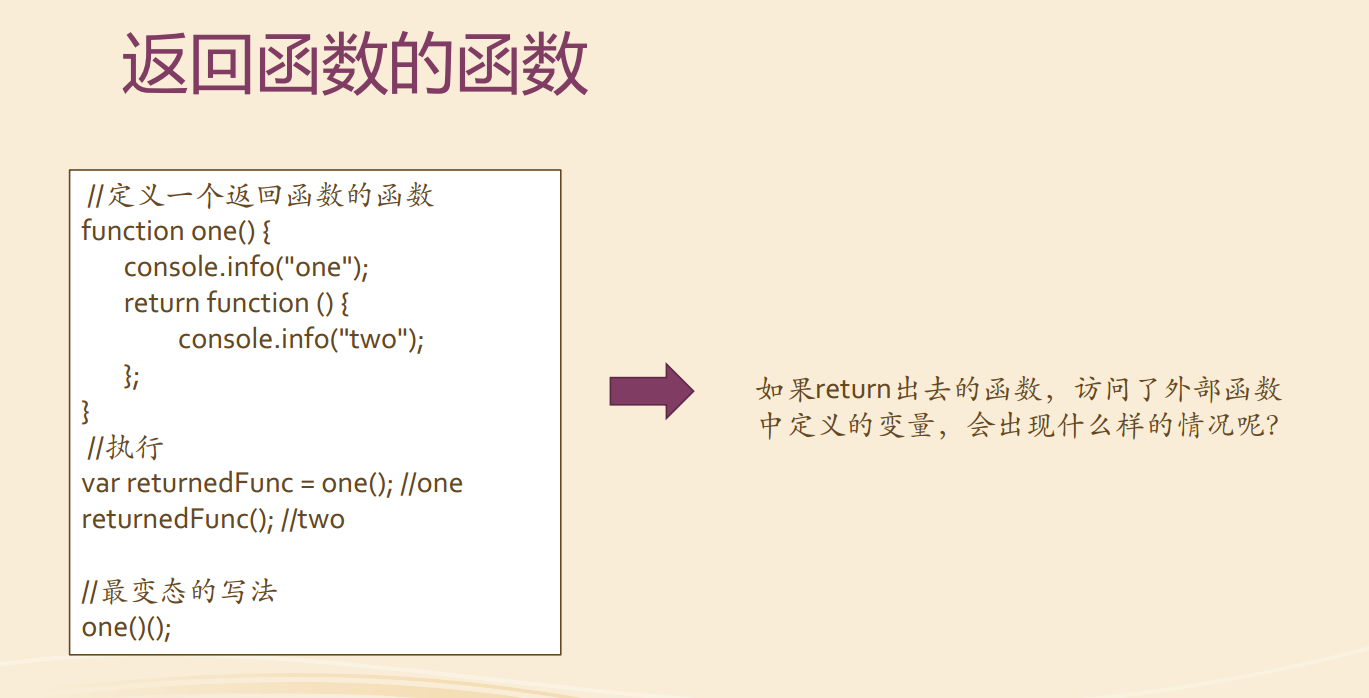 返回函数的函数
//定义一个返回函数的函数
function one() {
console.info("one");
return function () {
console.info("two");
};
}
//执行
var returnedFunc = one(); //one
returnedFunc(); //two
//最变态的写法
one()();
如果return出去的函数，访问了外部函数
中定义的变量，会出现什么样的情况呢？